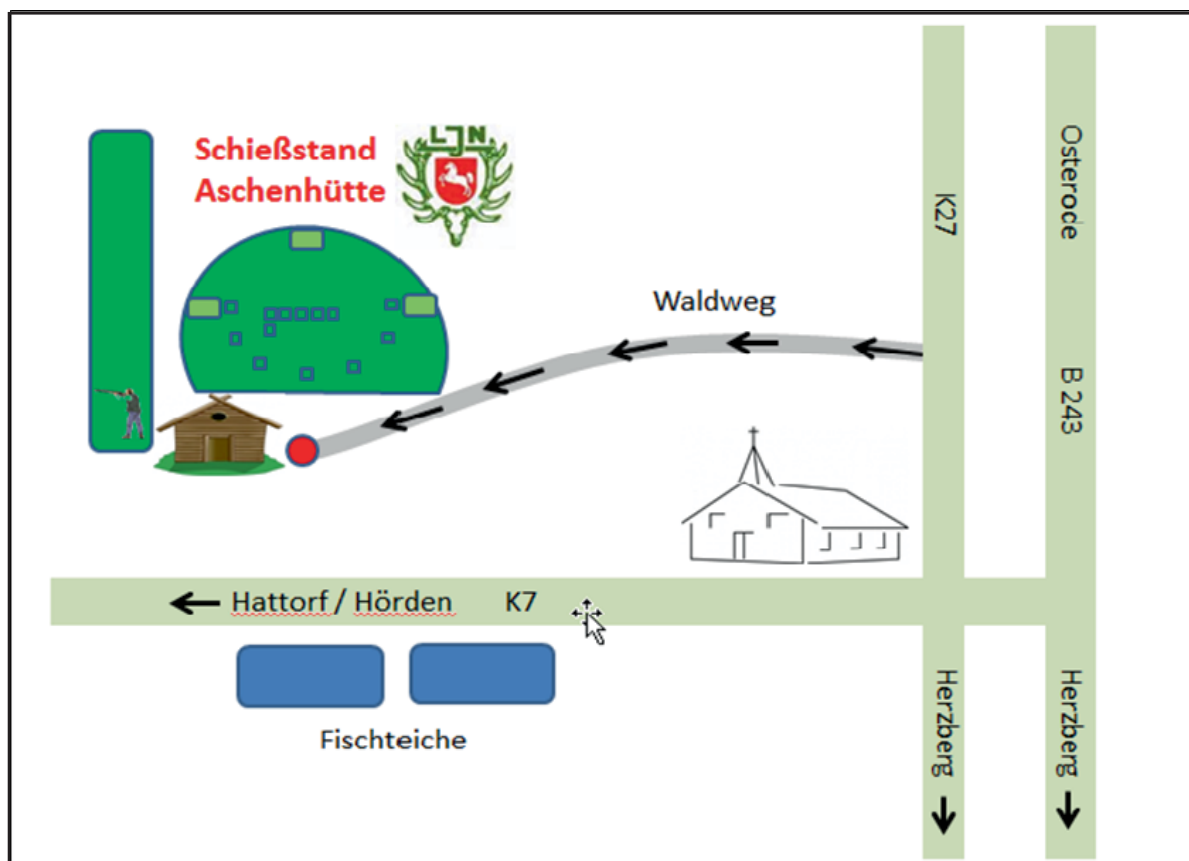 Schießstand
Aschenhütte
LJN
Osterode
K27
Waldweg
B 243
Hattorf / Hörden K7
Fischteiche
Herzberg
Herzberg